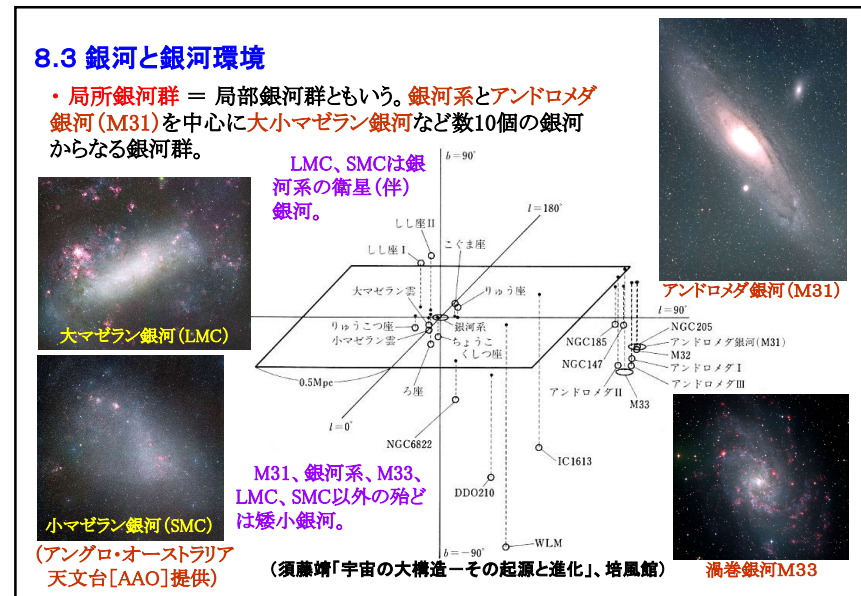 8.3 銀河と銀河環境
・ 局所銀河群 ＝ 局部銀河群ともいう。銀河系とアンドロメダ
銀河（M31）を中心に大小マゼラン銀河など数10個の銀河
からなる銀河群。
LMC、SMCは銀
河系の衛星（伴）
銀河。
大マゼラン銀河（LMC）
小マゼラン銀河（SMC）
（アングロ・オーストラリア
天文台［AAO］提供）
b＝90°
l＝180°
しし座Ⅱ
しし座Ⅰ
こぐま座
大マゼラン雲
りゅう座
l＝90°
りゅうこつ座
銀河系
小マゼラン雲
ちょうこ
くしつ座
ろ座
0.5Mpc
l＝0°
NGC6822
NGC185
NGC147
NGC205
アンドロメダ銀河（M31）
M32
アンドロメダⅠ
アンドロメダⅢ
アンドロメダⅡ
M33
IC1613
DDO210
WLM
b＝−90°
M31、銀河系、M33、
LMC、SMC以外の殆ど
は矮小銀河。
（須藤靖「宇宙の大構造－その起源と進化」、培風館）
アンドロメダ銀河（M31）
渦巻銀河M33